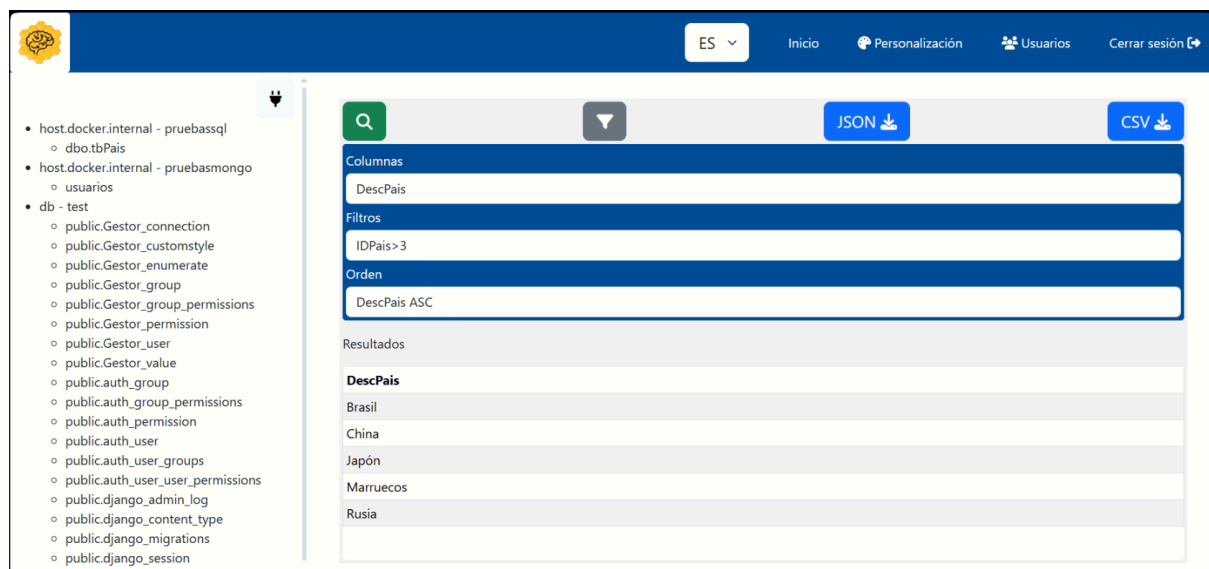 ES
Inicio
Personalización
Usuarios
Cerrar sesión
host.docker.internal - pruebassql
dbo.tbPais
host.docker.internal - pruebasmongo
usuarios
db - test
public.Gestor_connection
public.Gestor_customstyle
public.Gestor_enumerate
public.Gestor_group
public.Gestor_group_permissions
public.Gestor_permission
public.Gestor_user
public.Gestor_value
public.auth_group
public.auth_group_permissions
public.auth_permission
public.auth_user
public.auth_user_groups
public.auth_user_user_permissions
public.django_admin_log
public.django_content_type
public.django_migrations
public.django_session
JSON
CSV
Columnas
DescPais
Filtros
IDPais>3
Orden
DescPais ASC
Resultados
DescPais
Brasil
China
Japón
Marruecos
Rusia